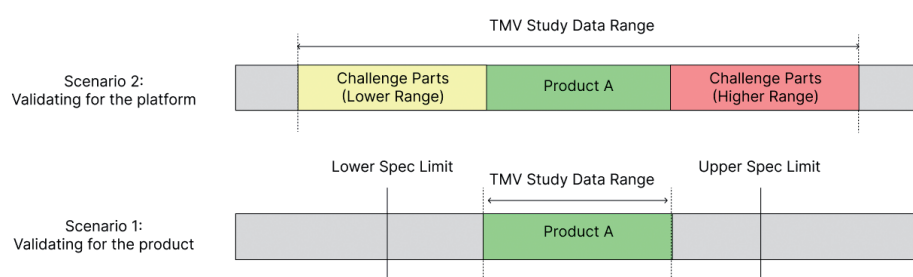 TMV Study Data Range
Scenario 2:
Validating for the platform
Challenge Parts
(Lower Range)
Product A
Challenge Parts
(Higher Range)
Lower Spec Limit
TMV Study Data Range
Upper Spec Limit
Scenario 1:
Validating for the product
Product A